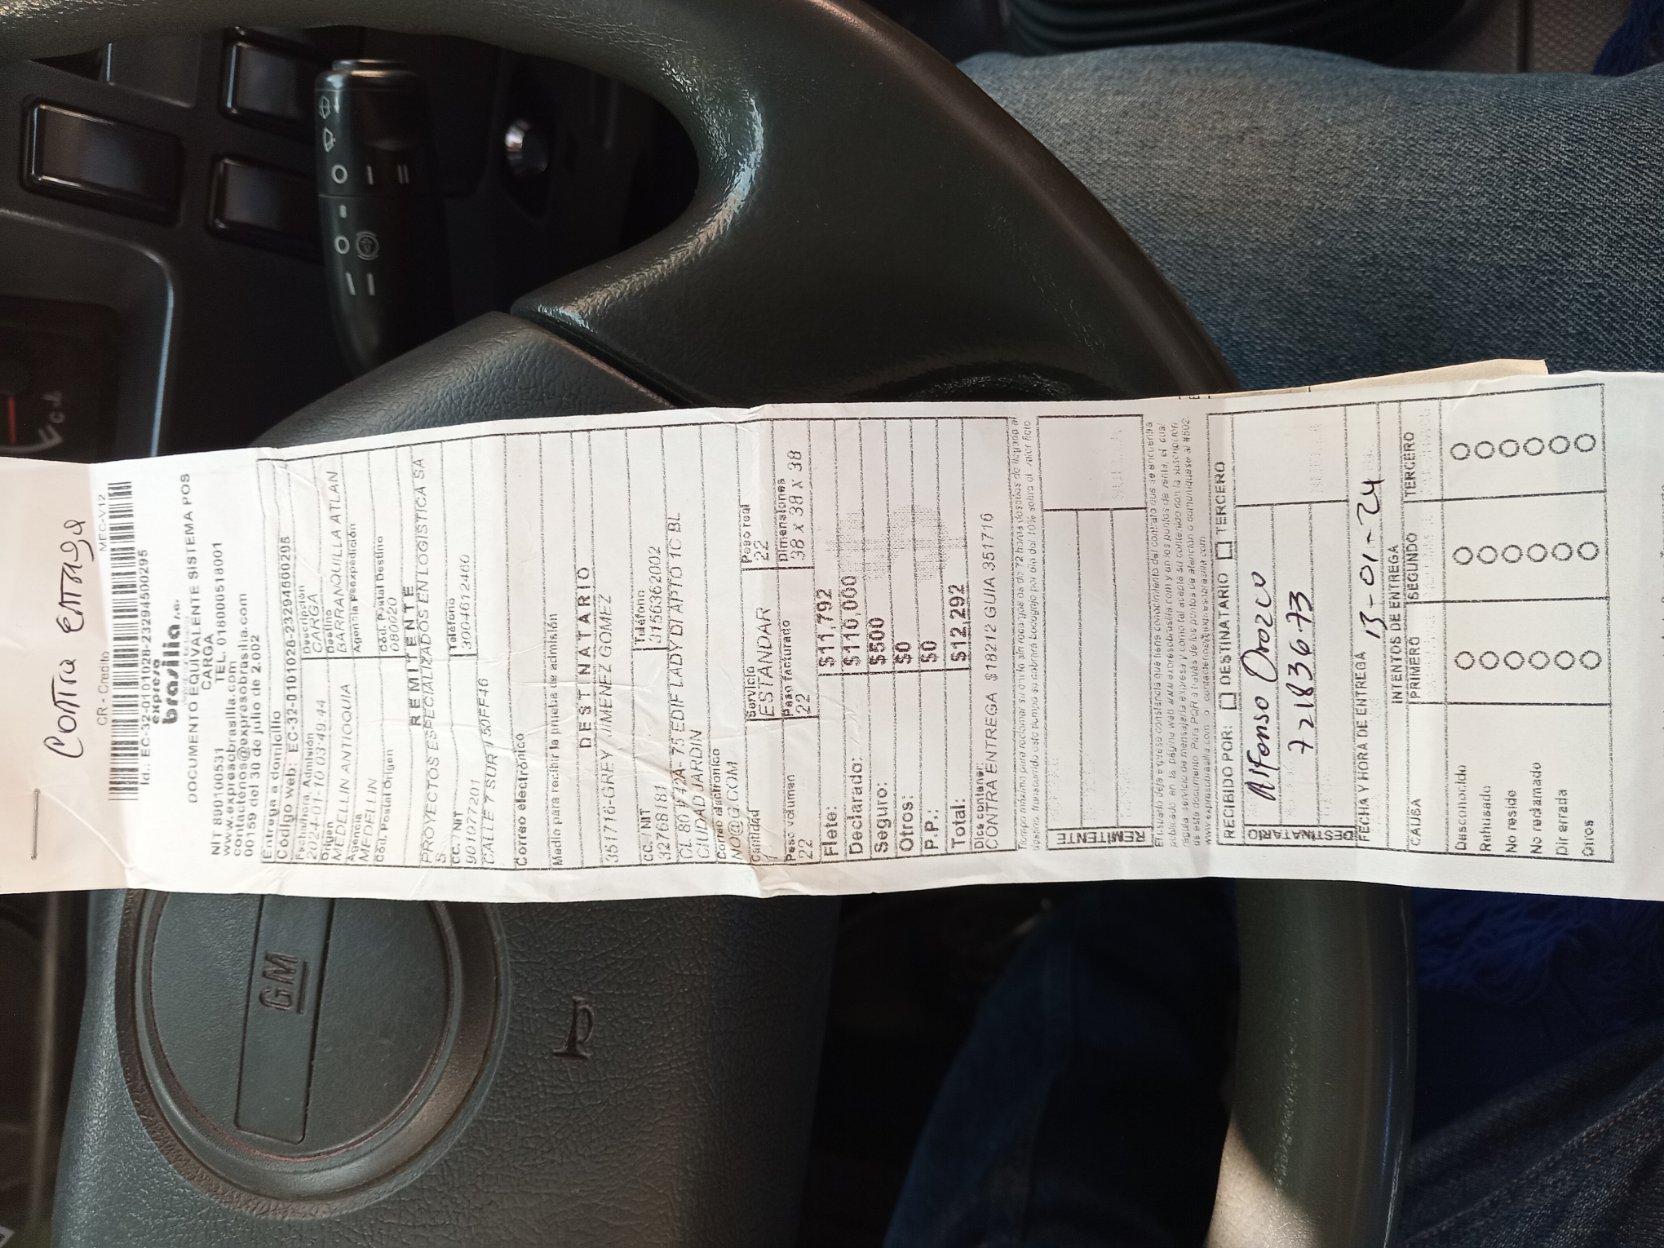 Contra Entrega
CR - Credito
MEC-V12
Id.: EC-32-0101028-23294500295
expreso
brasilia s.a.
DOCUMENTO EQUIVALENTE SISTEMA POS
CARGA
NIT 890100531
TEL. 018000516001
www.expresobrasilia.com
contactenos@expresobrasilia.com
00159 del 30 de julio de 2.002
Entrega a domicilio
Código web: EC-32-0101028-23294500295
Fecha/hora. Admisión
Descripción
2024-01-10 03:49:44
CARGA
Origen
Destino
MEDELLIN ANTIOQUIA
BARRANQUILLA ATLAN
Agencia
Agencia Reexpedición
MEDELLIN
Cód. Postal Origen
Cód. Postal Destino
080020
REMITENTE
PROYECTOS ESPECIALIZADOS EN LOGISTICA SA
S
CC. / NIT
Teléfono
901077201
3004612460
CALLE 7 SUR # 50FF46
Correo electrónico
Medio para recibir la prueba de admisión
DESTINATARIO
351716-GREY JIMENEZ GOMEZ
CC. / NIT
Teléfono
32768181
3156362002
CL 80 # 42A- 75 EDIF LADY DI APTO 1C BL
CIUDAD JARDIN
Correo electrónico
NO@G.COM
Cantidad
Servicio
Peso real
1
ESTANDAR
22
Peso volumen
Peso facturado
Dimensiones
22
22
38 x 38 x 38
Flete:
$11,792
Declarado:
$110,000
Seguro:
$500
Otros:
$0
P.P.:
$0
Total:
$12,292
Dice contener:
CONTRA ENTREGA $18212 GUIA 351716
REMITENTE
RECIBIDO POR:
DESTINATARIO
TERCERO
DESTINATARIO
Alfonso Orozco
72183673
FECHA Y HORA DE ENTREGA
13-01-24
INTENTOS DE ENTREGA
CAUSA
PRIMERO
SEGUNDO
TERCERO
Desconocido
Rehusado
No reside
No reclamado
Dir errada
Otros
GM